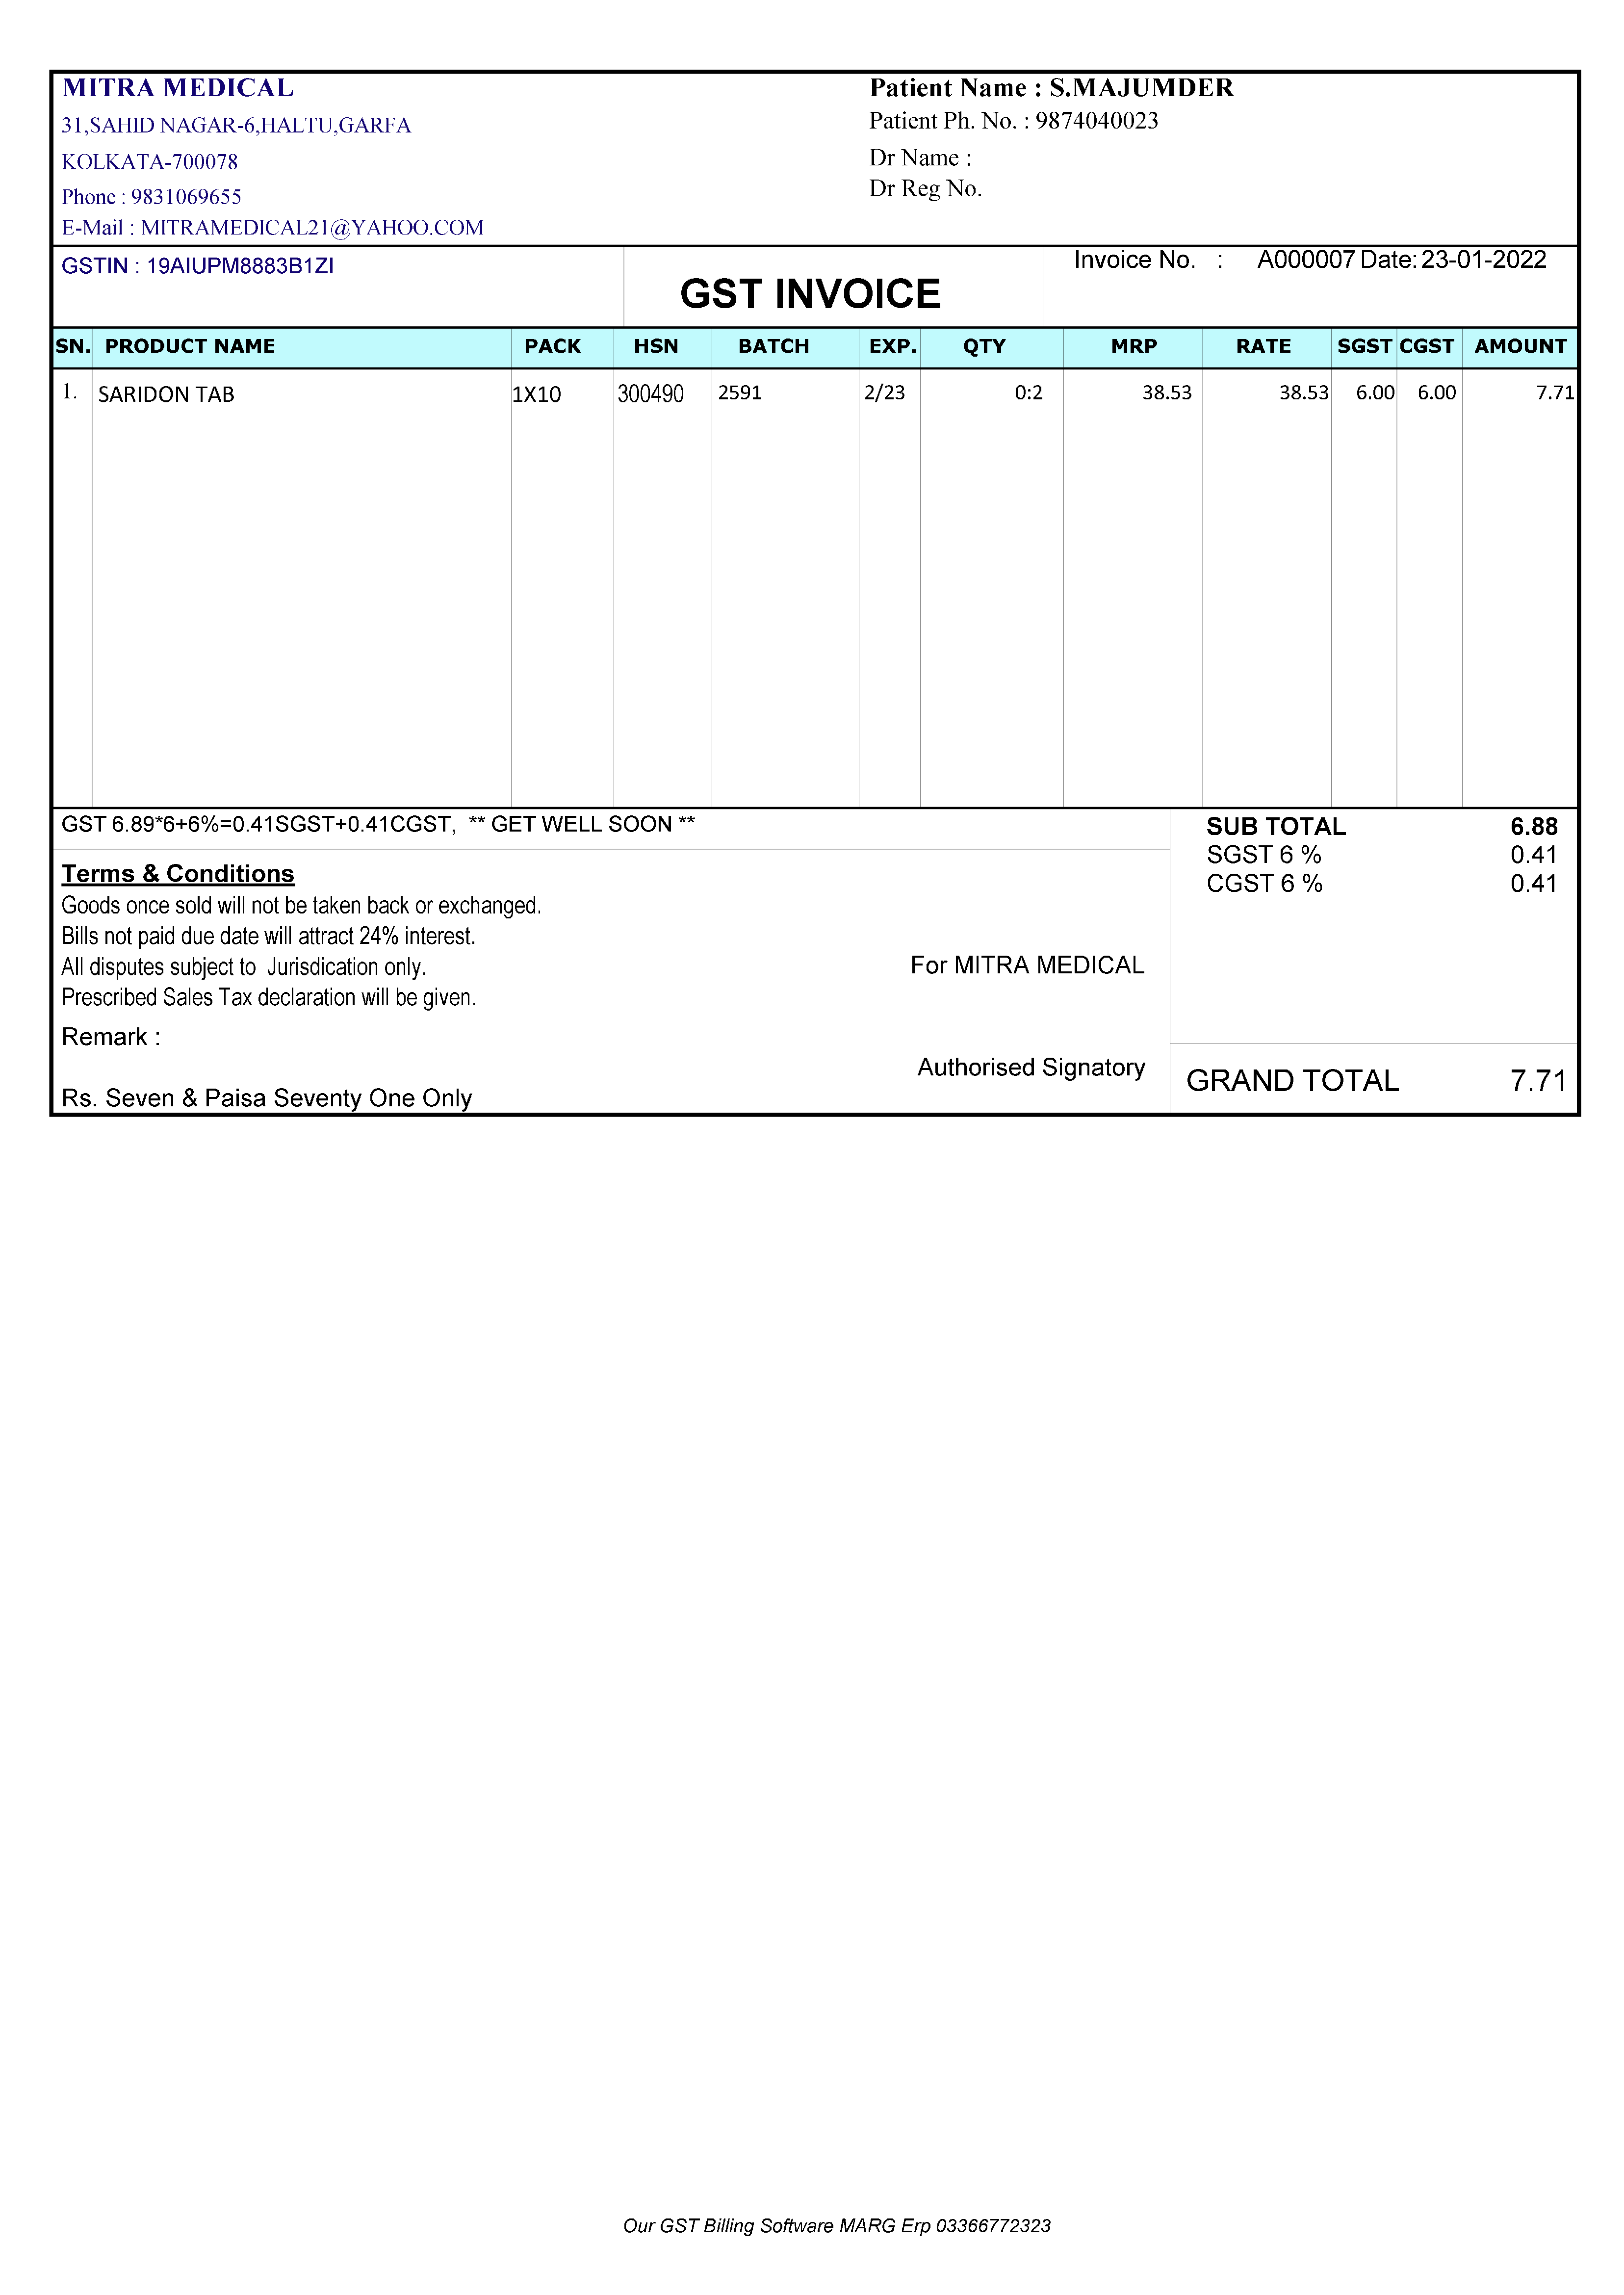 MITRA MEDICAL
31,SAHID NAGAR-6,HALTU,GARFA
KOLKATA-700078
Phone : 9831069655
E-Mail : MITRAMEDICAL21@YAHOO.COM
Patient Name : S.MAJUMDER
Patient Ph. No. : 9874040023
Dr Name :
Dr Reg No.
GSTIN : 19AIUPM8883B1ZI
GST INVOICE
Invoice No. : A000007 Date: 23-01-2022
SN. PRODUCT NAME PACK HSN BATCH EXP. QTY MRP RATE SGST CGST AMOUNT
1. SARIDON TAB 1X10 300490 2591 2/23 0:2 38.53 38.53 6.00 6.00 7.71
GST 6.89*6+6%=0.41SGST+0.41CGST, ** GET WELL SOON **
Terms & Conditions
Goods once sold will not be taken back or exchanged.
Bills not paid due date will attract 24% interest.
All disputes subject to Jurisdication only.
Prescribed Sales Tax declaration will be given.
Remark :
Rs. Seven & Paisa Seventy One Only
For MITRA MEDICAL
Authorised Signatory
SUB TOTAL 6.88
SGST 6 % 0.41
CGST 6 % 0.41
GRAND TOTAL 7.71
Our GST Billing Software MARG Erp 03366772323